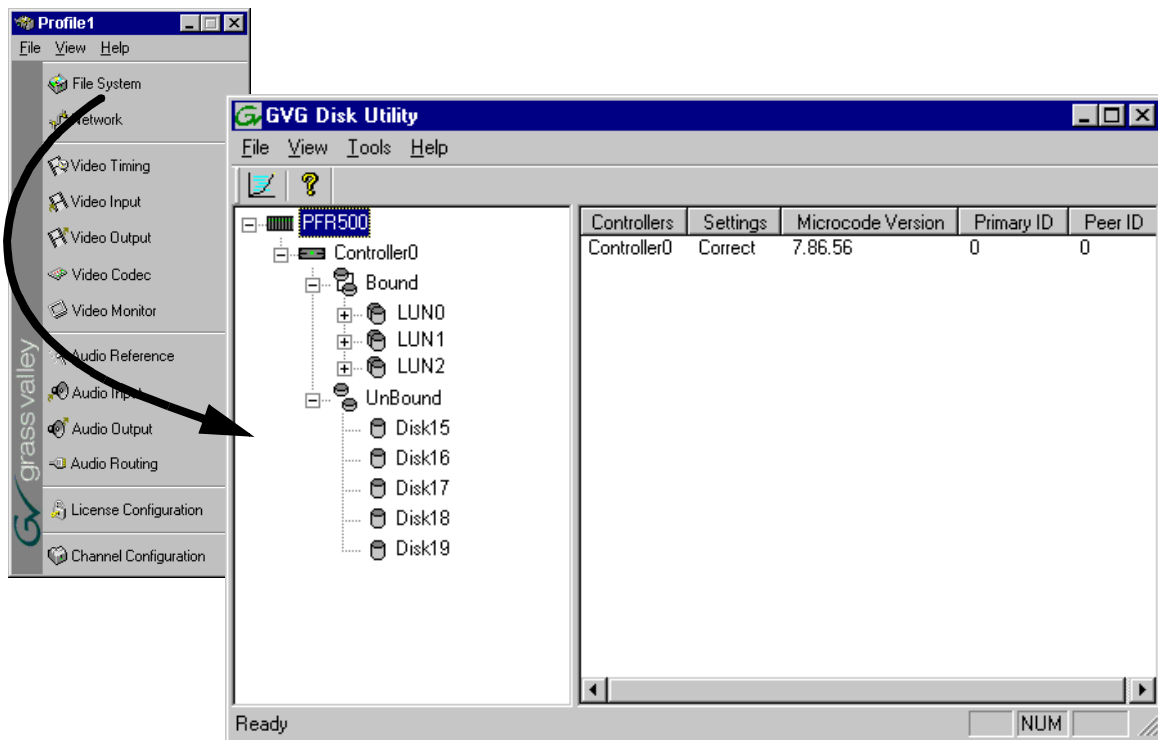 Profile1
File View Help
File System
Network
Video Timing
Video Input
Video Output
Video Codec
Video Monitor
Audio Reference
Audio Input
Audio Output
Audio Routing
License Configuration
Channel Configuration
grass valley
GVG Disk Utility
File View Tools Help
PFR500
Controller0
Bound
LUN0
LUN1
LUN2
UnBound
Disk15
Disk16
Disk17
Disk18
Disk19
Controllers Settings Microcode Version Primary ID Peer ID
Controller0 Correct 7.86.56 0 0
Ready NUM